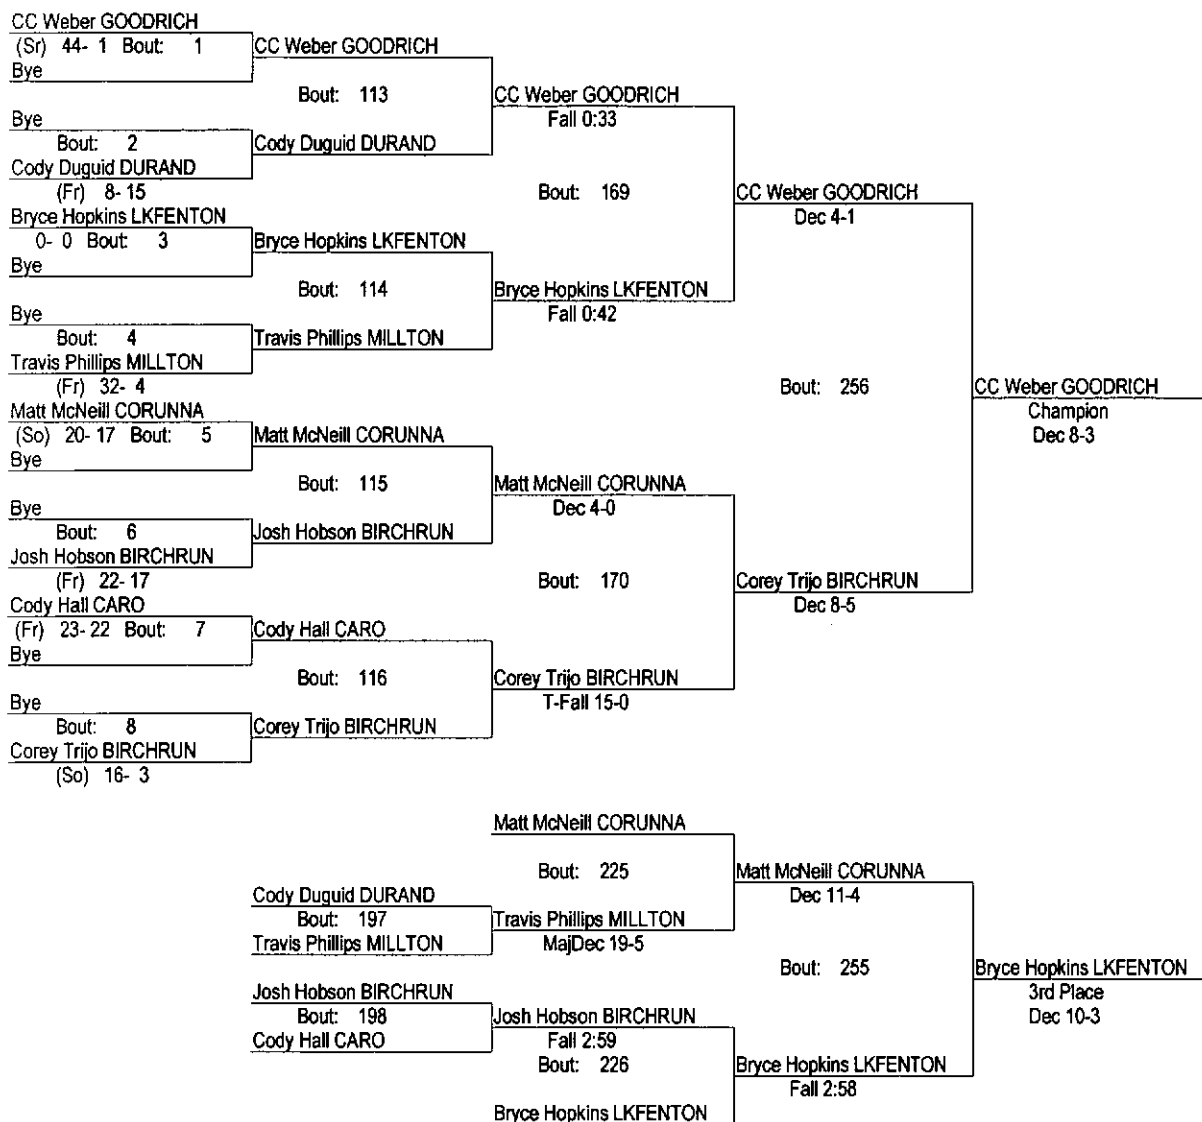 CC Weber GOODRICH
(Sr) 44- 1 Bout: 1
Bye
Bye
Bout: 2
Cody Duguid DURAND
(Fr) 8- 15
Bryce Hopkins LKFENTON
0- 0 Bout: 3
Bye
Bye
Bout: 4
Travis Phillips MILLTON
(Fr) 32- 4
Matt McNeill CORUNNA
(So) 20- 17 Bout: 5
Bye
Bye
Bout: 6
Josh Hobson BIRCHRUN
(Fr) 22- 17
Cody Hall CARO
(Fr) 23- 22 Bout: 7
Bye
Bye
Bout: 8
Corey Trijo BIRCHRUN
(So) 16- 3
CC Weber GOODRICH
Bout: 113
Cody Duguid DURAND
Bryce Hopkins LKFENTON
Bout: 114
Travis Phillips MILLTON
Matt McNeill CORUNNA
Bout: 115
Josh Hobson BIRCHRUN
Cody Hall CARO
Bout: 116
Corey Trijo BIRCHRUN
CC Weber GOODRICH
Fall 0:33
Bout: 169
Bryce Hopkins LKFENTON
Fall 0:42
Matt McNeill CORUNNA
Dec 4-0
Bout: 170
Corey Trijo BIRCHRUN
T-Fall 15-0
CC Weber GOODRICH
Dec 4-1
Bout: 256
Corey Trijo BIRCHRUN
Dec 8-5
CC Weber GOODRICH
Champion
Dec 8-3
Cody Duguid DURAND
Bout: 197
Travis Phillips MILLTON
Josh Hobson BIRCHRUN
Bout: 198
Cody Hall CARO
Matt McNeill CORUNNA
Bout: 225
Travis Phillips MILLTON
MajDec 19-5
Josh Hobson BIRCHRUN
Fall 2:59
Bout: 226
Bryce Hopkins LKFENTON
Matt McNeill CORUNNA
Dec 11-4
Bout: 255
Bryce Hopkins LKFENTON
Fall 2:58
Bryce Hopkins LKFENTON
3rd Place
Dec 10-3